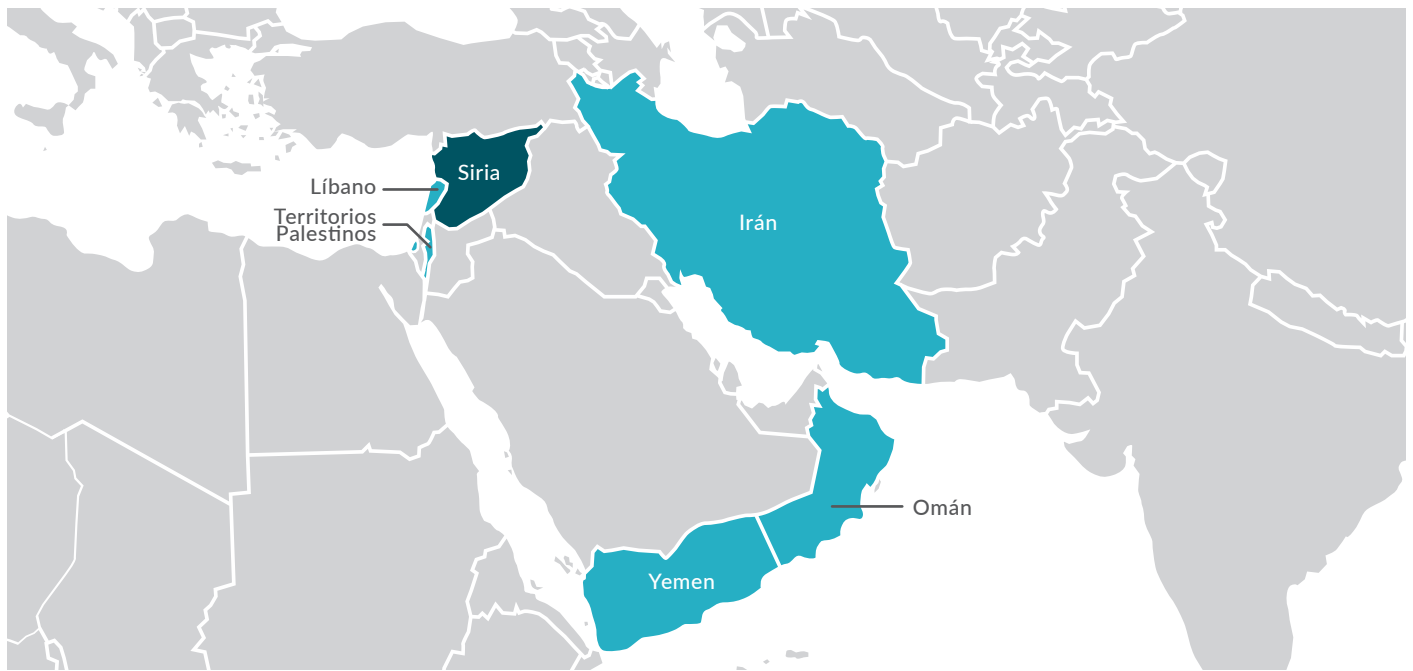 Siria
Líbano
Territorios
Palestinos
Irán
Omán
Yemen